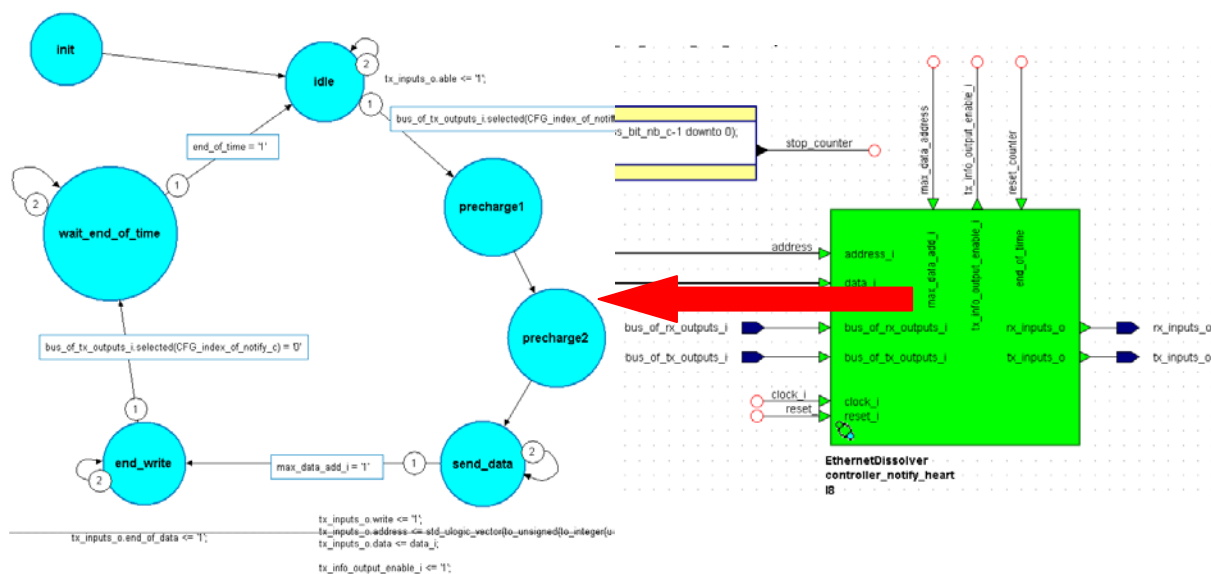 init
idle
2
tx_inputs_o.able <= '1';
1
bus_of_tx_outputs_i.selected(CFG_index_of_notif
end_of_time = '1'
1
precharge1
2
wait_end_of_time
precharge2
bus_of_tx_outputs_i.selected(CFG_index_of_notify_c) = '0'
1
end_write
2
max_data_add_i = '1'
1
send_data
2
tx_inputs_o.end_of_data <= '1';
tx_inputs_o.write <= '1';
tx_inputs_o.address <= std_ulogic_vector(to_unsigned(to_integer(u
tx_inputs_o.data <= data_i;
tx_info_output_enable_i <= '1';
s_bit_nb_c-1 downto 0);
stop_counter
max_data_address
tx_info_output_enable_i
reset_counter
address
address_i
data_i
max_data_add_i
tx_info_output_enable_i
end_of_time
bus_of_rx_outputs_i
bus_of_rx_outputs_i
rx_inputs_o
rx_inputs_o
bus_of_tx_outputs_i
bus_of_tx_outputs_i
tx_inputs_o
tx_inputs_o
clock_i
clock_i
reset_
reset_i
EthernetDissolver
controller_notify_heart
I8